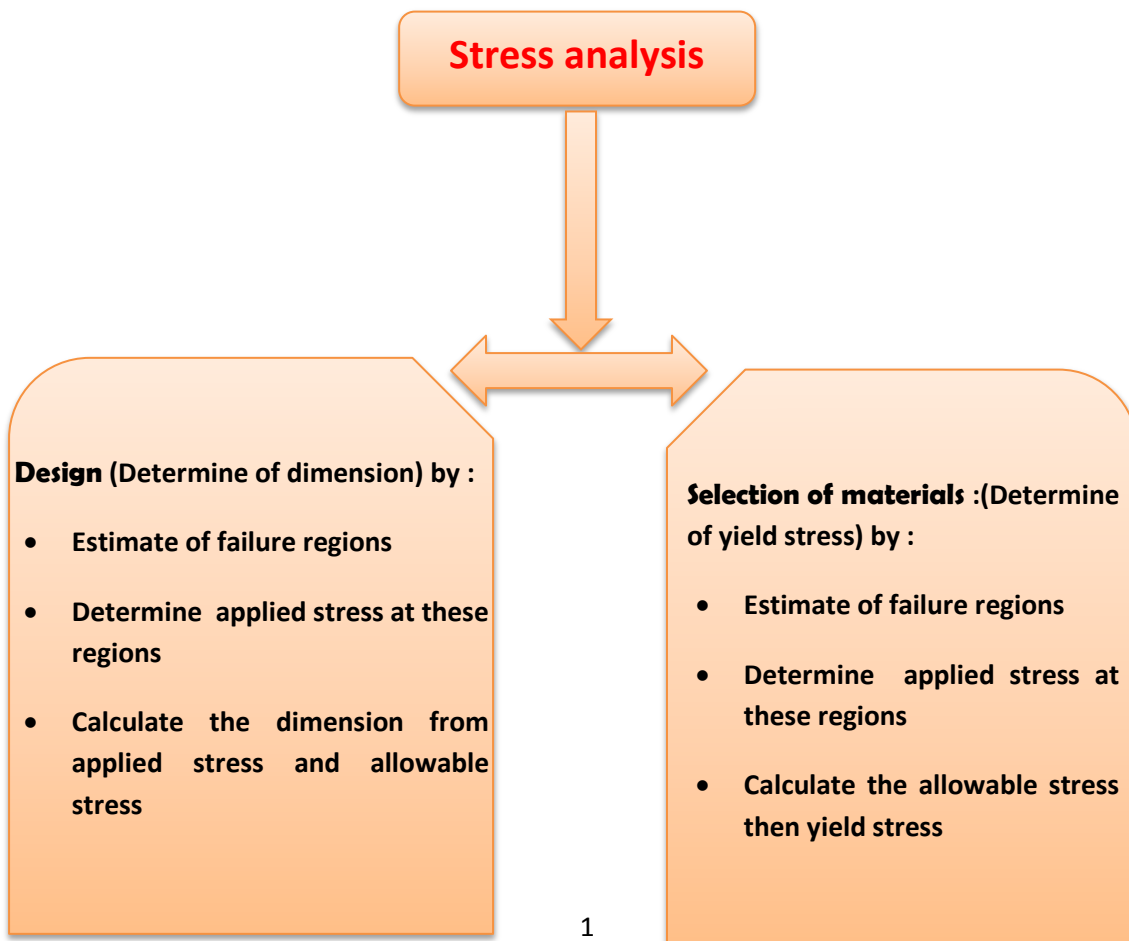 Stress analysis
Design (Determine of dimension) by :
• Estimate of failure regions
• Determine applied stress at these
regions
• Calculate the dimension from
applied stress and allowable
stress
Selection of materials :(Determine
of yield stress) by :
• Estimate of failure regions
• Determine applied stress at
these regions
• Calculate the allowable stress
then yield stress
1